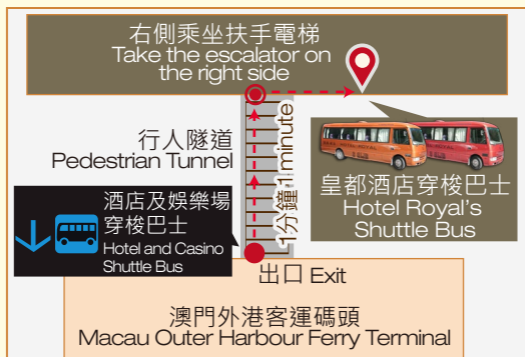 右側乘坐扶手電梯
Take the escalator on
the right side
行人隧道
Pedestrian Tunnel
1分鐘 1 minute
皇都酒店穿梭巴士
Hotel Royal's
Shuttle Bus
酒店及娛樂場
穿梭巴士
Hotel and Casino
Shuttle Bus
出口 Exit
澳門外港客運碼頭
Macau Outer Harbour Ferry Terminal